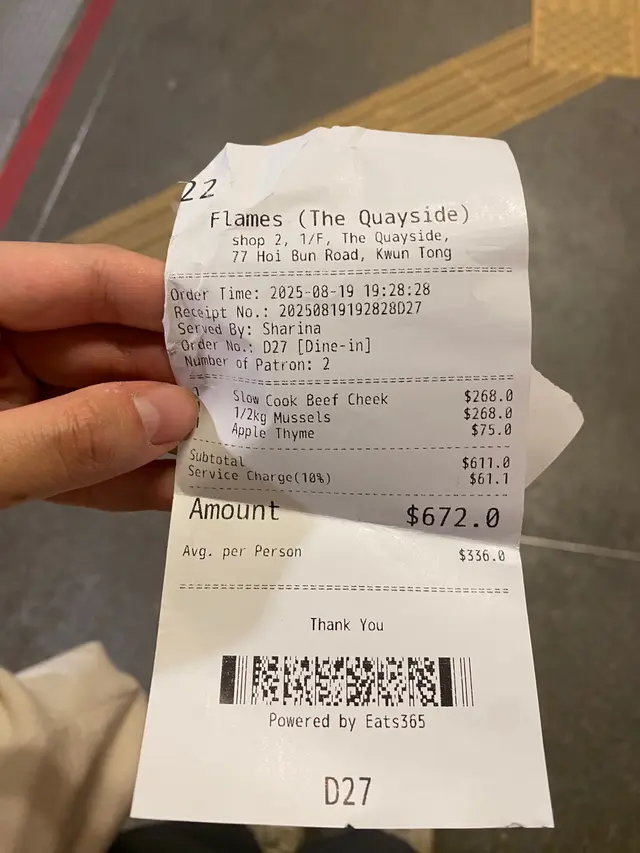 22
Flames (The Quayside)
shop 2, 1/F, The Quayside,
77 Hoi Bun Road, Kwun Tong
Order Time: 2025-08-19 19:28:28
Receipt No.: 20250819192828D27
Served By: Sharina
Order No.: D27 [Dine-in]
Number of Patron: 2
Slow Cook Beef Cheek $268.0
1/2kg Mussels $268.0
Apple Thyme $75.0
Subtotal $611.0
Service Charge(10%) $61.1
Amount $672.0
Avg. per Person $336.0
Thank You
Powered by Eats365
D27